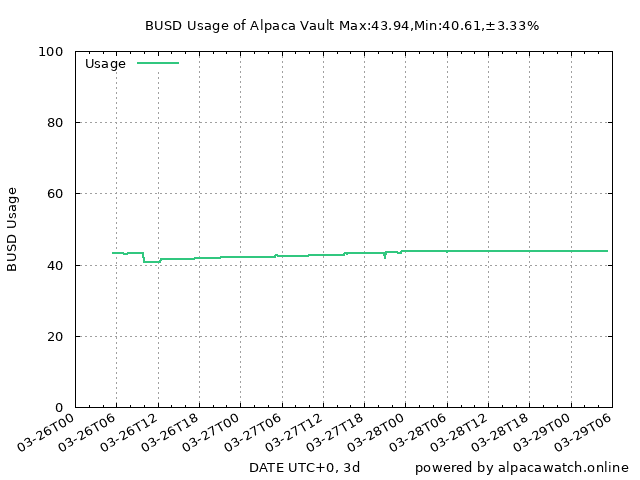 BUSD Usage of Alpaca Vault Max:43.94,Min:40.61,±3.33%
Usage
100
80
60
40
20
0
BUSD Usage
03-26T00
03-26T06
03-26T12
03-26T18
03-27T00
03-27T06
03-27T12
03-27T18
03-28T00
03-28T06
03-28T12
03-28T18
03-29T00
03-29T06
DATE UTC+0, 3d
powered by alpacawatch.online